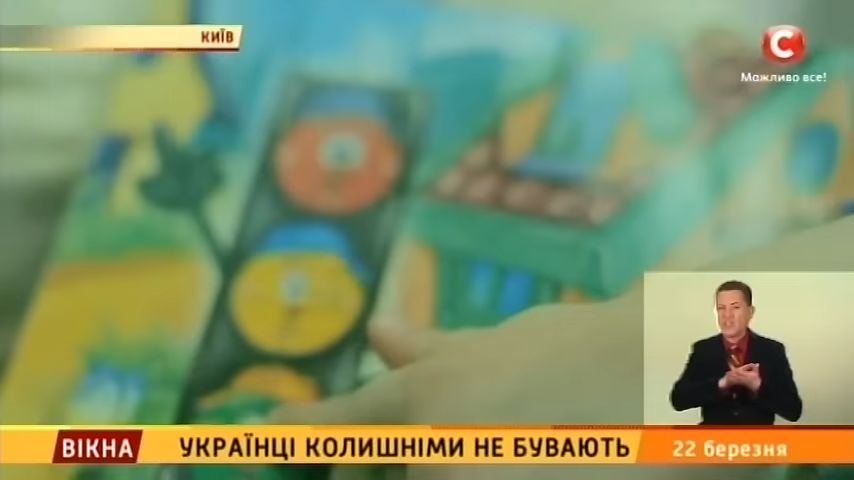 КИЇВ
С
Можливо все!
ВІКНА
УКРАЇНЦІ КОЛИШНІМИ НЕ БУВАЮТЬ
22 березня